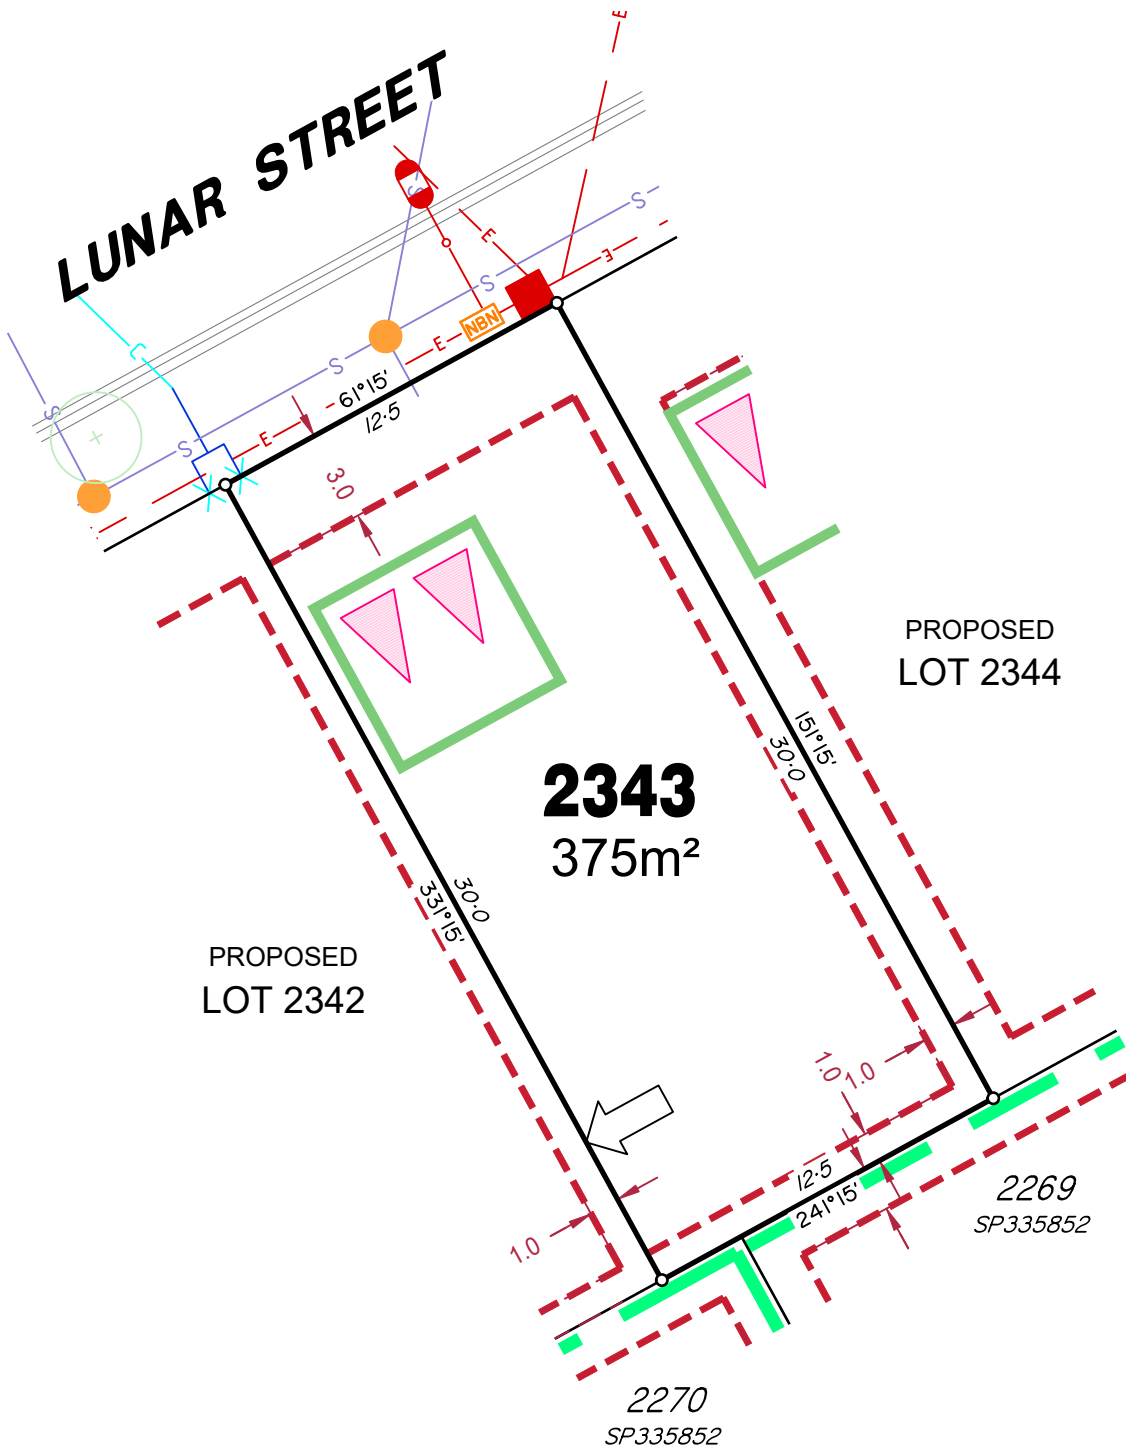 E
LUNAR STREET
S
S
E
S
E
C
NBN
E
S
61°15'
12·5
S
S
E
3.0
PROPOSED
LOT 2344
151°15'
30·0
2343
375m²
30·0
331°15'
PROPOSED
LOT 2342
1.0
1.0
12·5
241°15'
2269
SP335852
1.0
2270
SP335852